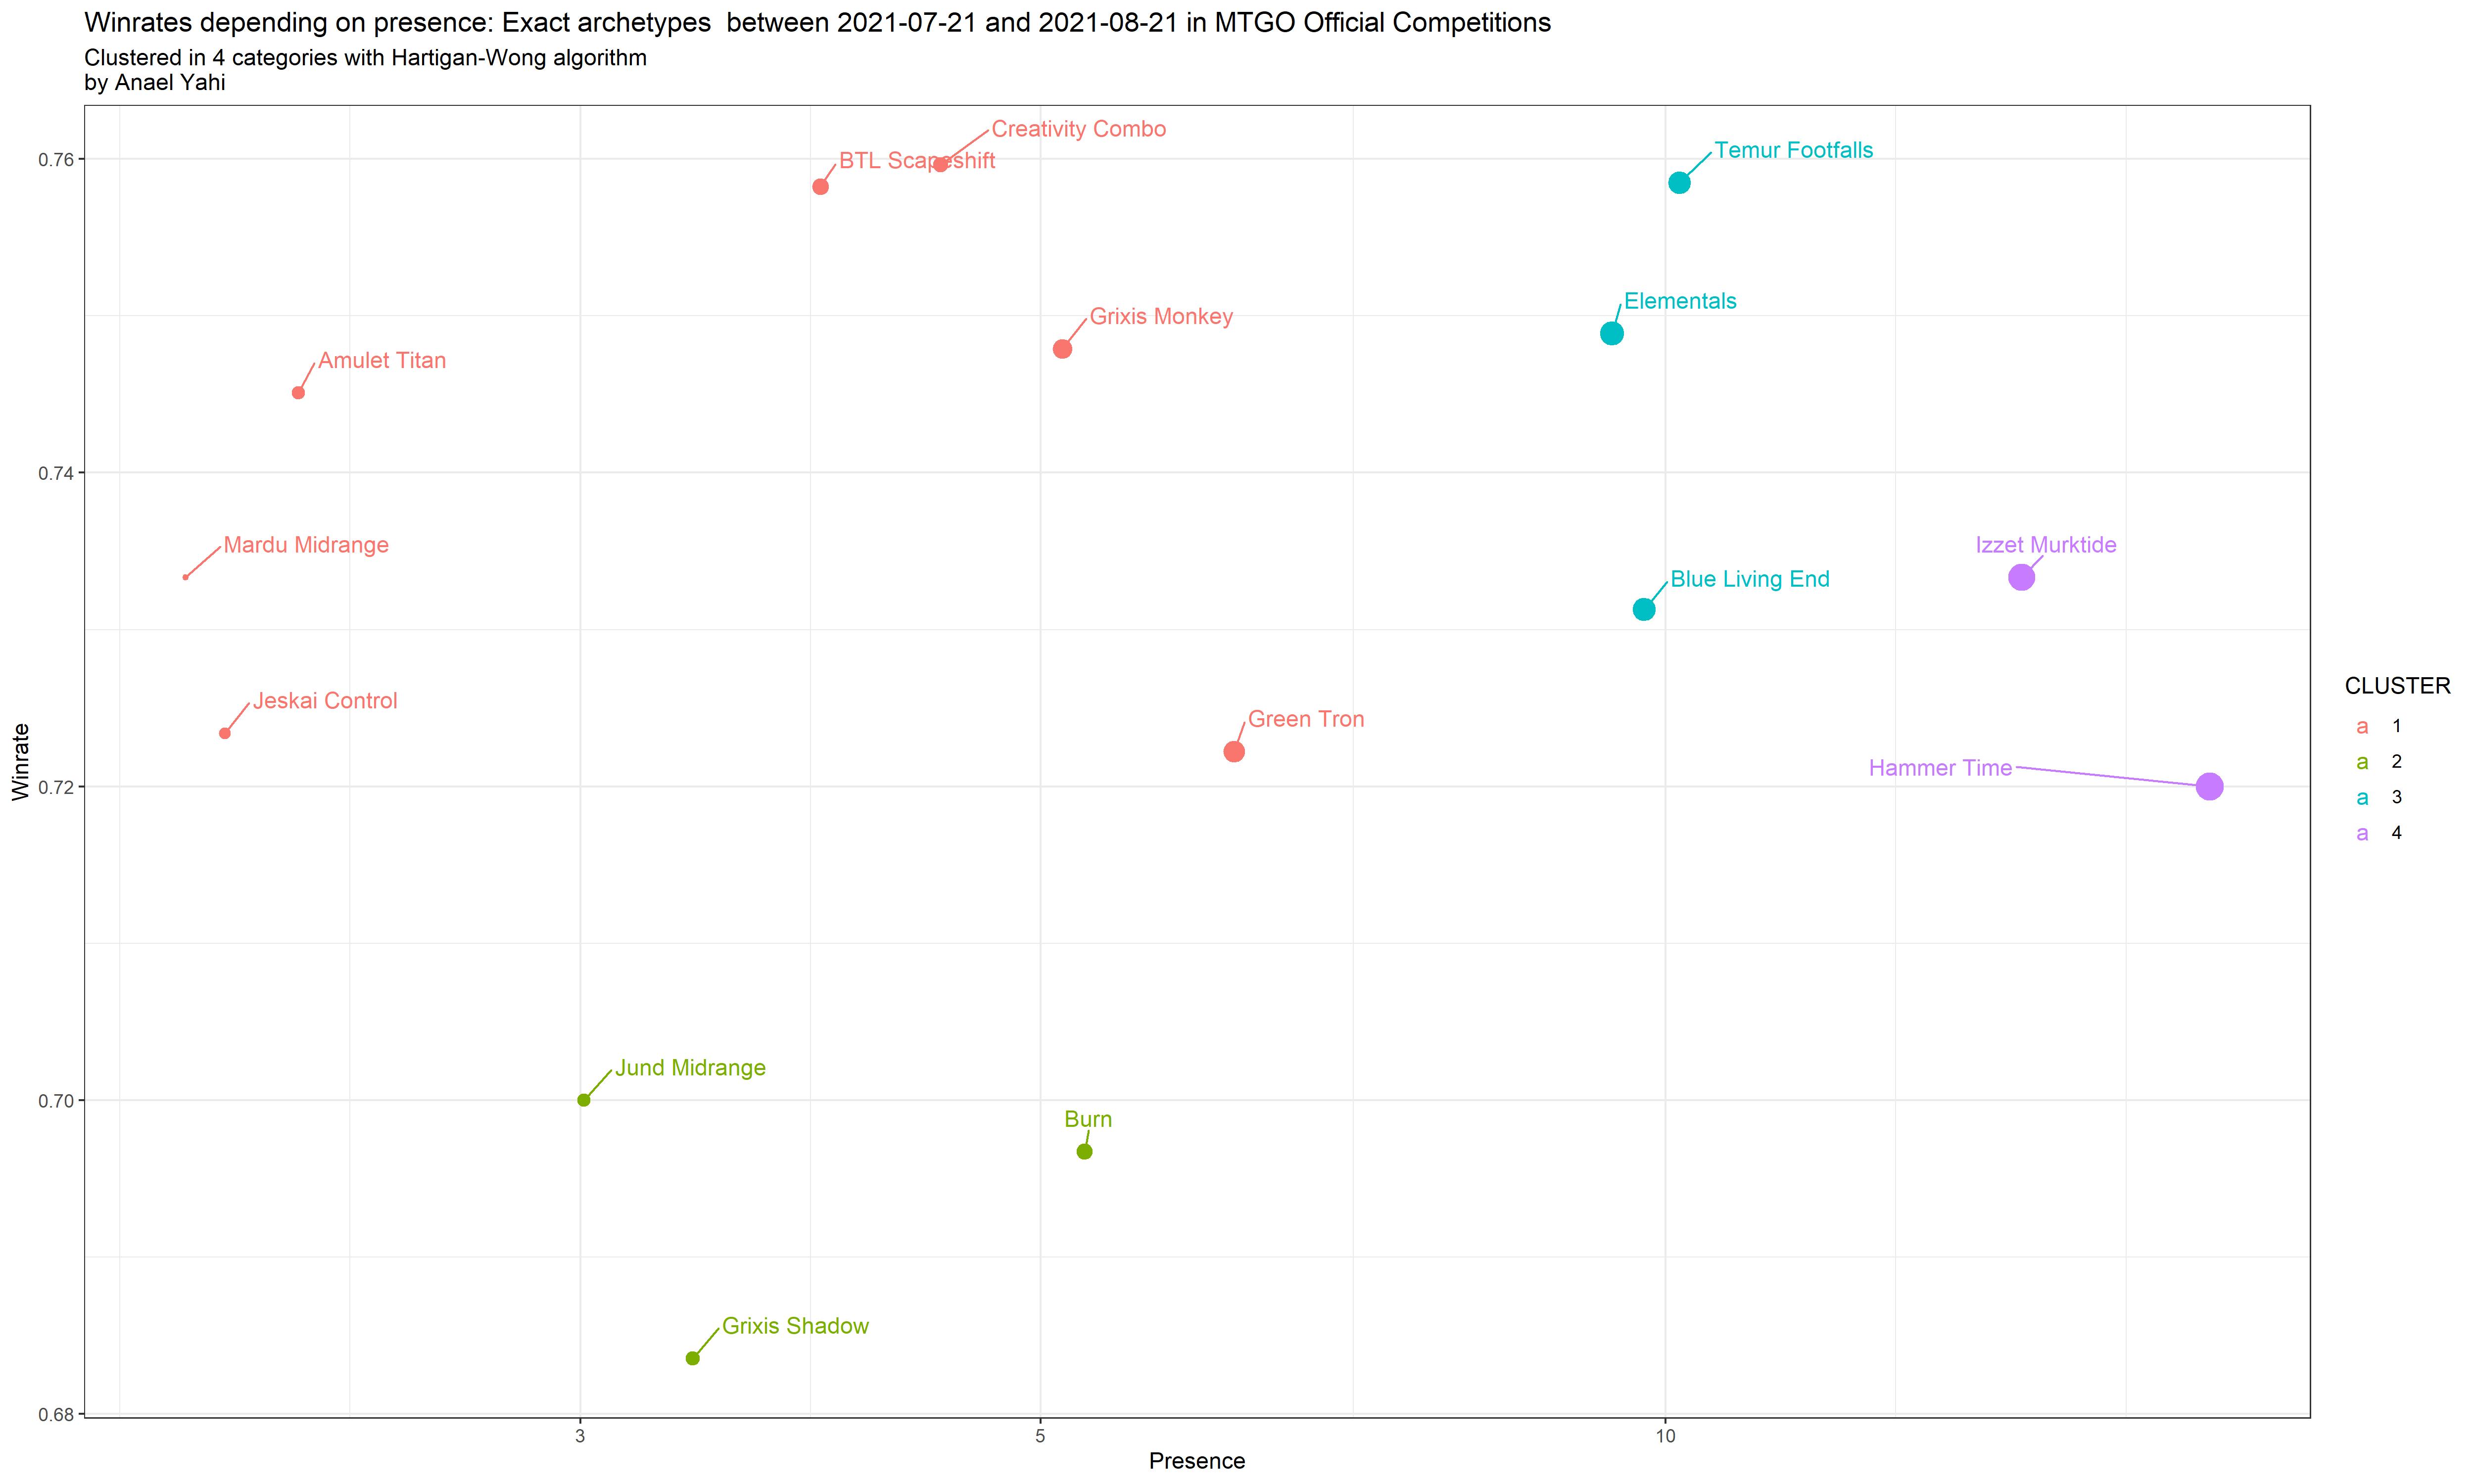 Winrates depending on presence: Exact archetypes  between 2021-07-21 and 2021-08-21 in MTGO Official Competitions
Clustered in 4 categories with Hartigan-Wong algorithm
by Anael Yahi
Creativity Combo
BTL Scapeshift
Temur Footfalls
0.76
Elementals
Grixis Monkey
Amulet Titan
0.74
Mardu Midrange
Izzet Murktide
Blue Living End
Jeskai Control
Green Tron
Hammer Time
0.72
Winrate
CLUSTER
a 1
a 2
a 3
a 4
Jund Midrange
0.70
Burn
Grixis Shadow
0.68
3
5
10
Presence